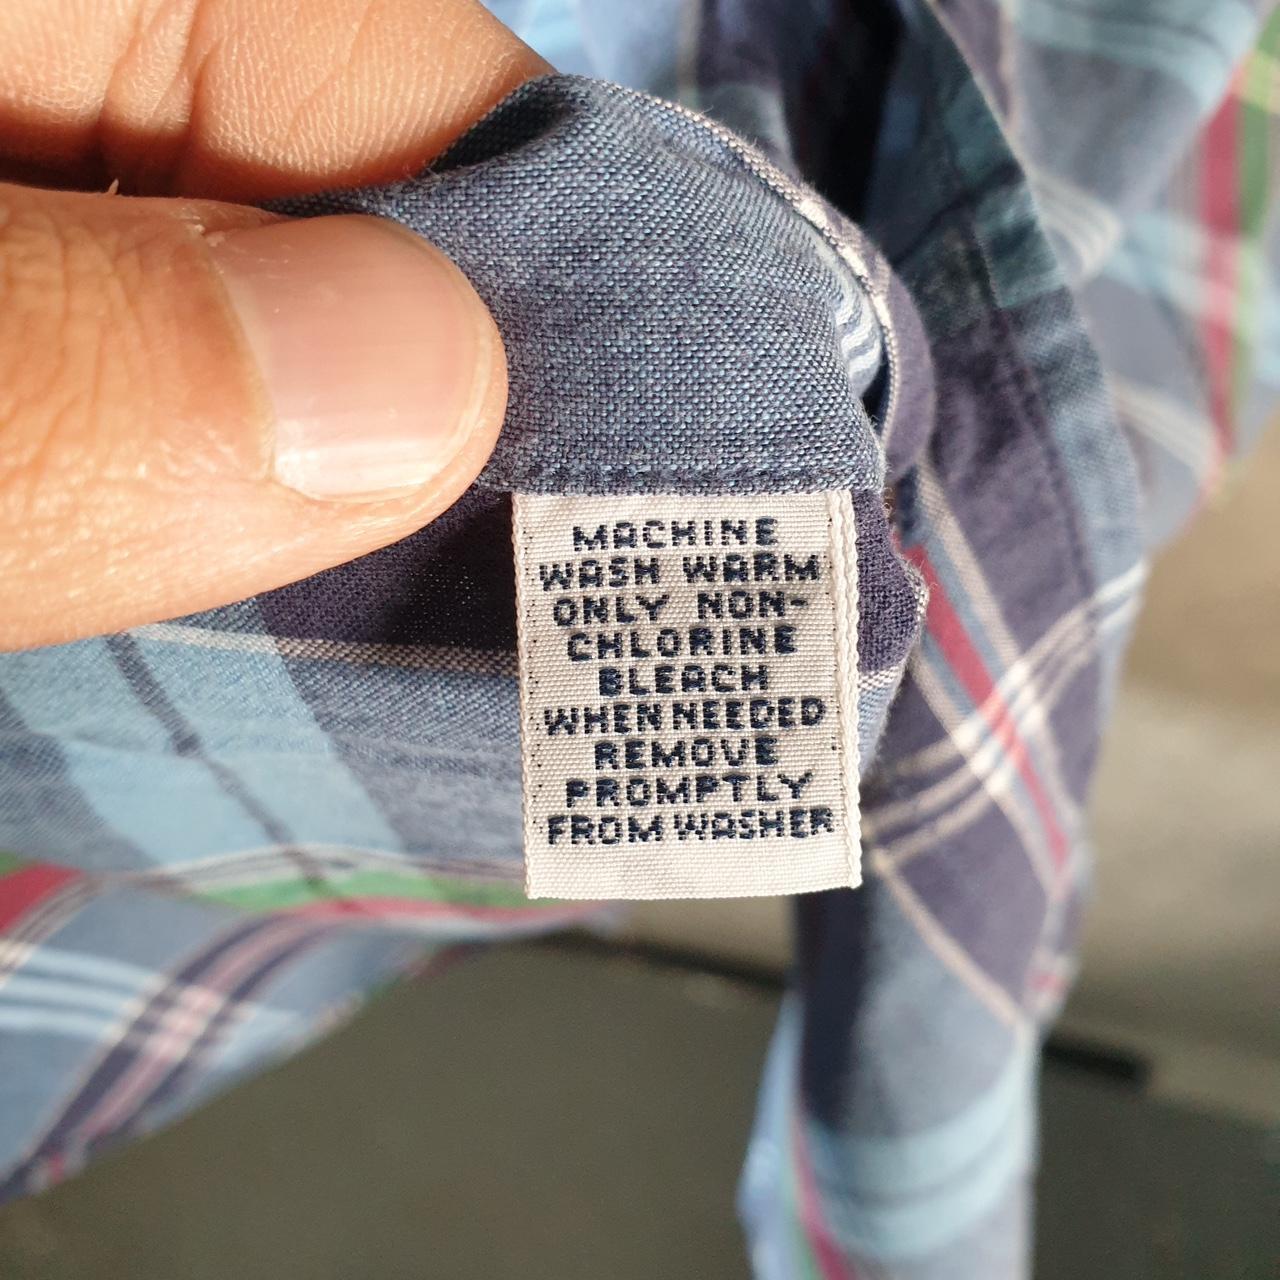 MACHINE
WASH WARM
ONLY NON-
CHLORINE
BLEACH
WHEN NEEDED
REMOVE
PROMPTLY
FROM WASHER